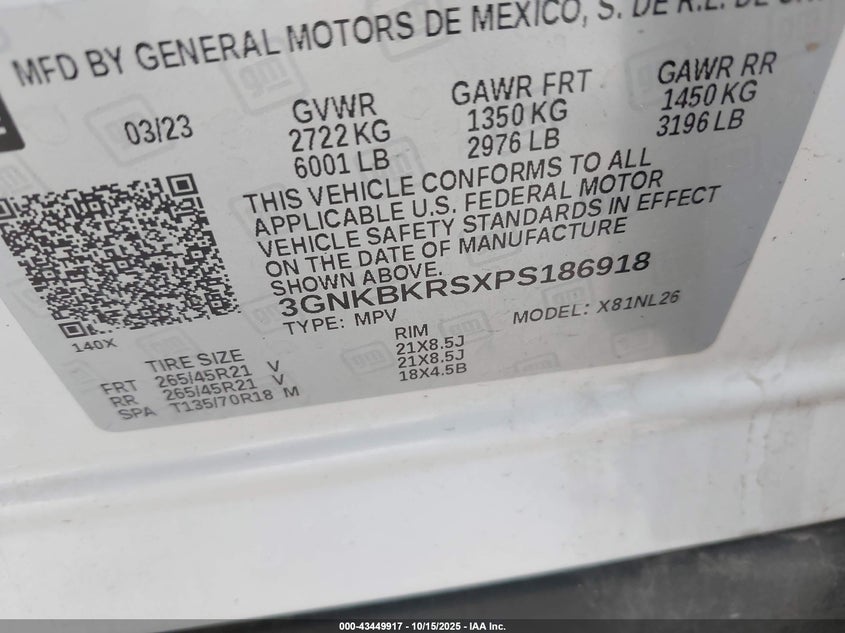 MFD BY GENERAL MOTORS DE MEXICO, S. DE R.L. DE
03/23
GVWR
2722 KG
6001 LB
GAWR FRT
1350 KG
2976 LB
GAWR RR
1450 KG
3196 LB
THIS VEHICLE CONFORMS TO ALL
APPLICABLE U.S. FEDERAL MOTOR
VEHICLE SAFETY STANDARDS IN EFFECT
ON THE DATE OF MANUFACTURE
SHOWN ABOVE.
3GNKBKRSXPS186918
TYPE: MPV MODEL: X81NL26
140X
TIRE SIZE RIM
FRT 265/45R21 V 21X8.5J
RR 265/45R21 V 21X8.5J
SPA T135/70R18 M 18X4.5B
000-43449917 - 10/15/2025 - IAA Inc.